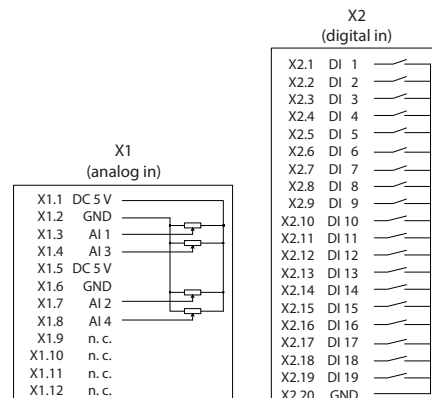 X1
(analog in)
X1.1 DC 5 V
X1.2 GND
X1.3 AI 1
X1.4 AI 3
X1.5 DC 5 V
X1.6 GND
X1.7 AI 2
X1.8 AI 4
X1.9 n. c.
X1.10 n. c.
X1.11 n. c.
X1.12 n. c.
X2
(digital in)
X2.1 DI 1
X2.2 DI 2
X2.3 DI 3
X2.4 DI 4
X2.5 DI 5
X2.6 DI 6
X2.7 DI 7
X2.8 DI 8
X2.9 DI 9
X2.10 DI 10
X2.11 DI 11
X2.12 DI 12
X2.13 DI 13
X2.14 DI 14
X2.15 DI 15
X2.16 DI 16
X2.17 DI 17
X2.18 DI 18
X2.19 DI 19
X2.20 GND